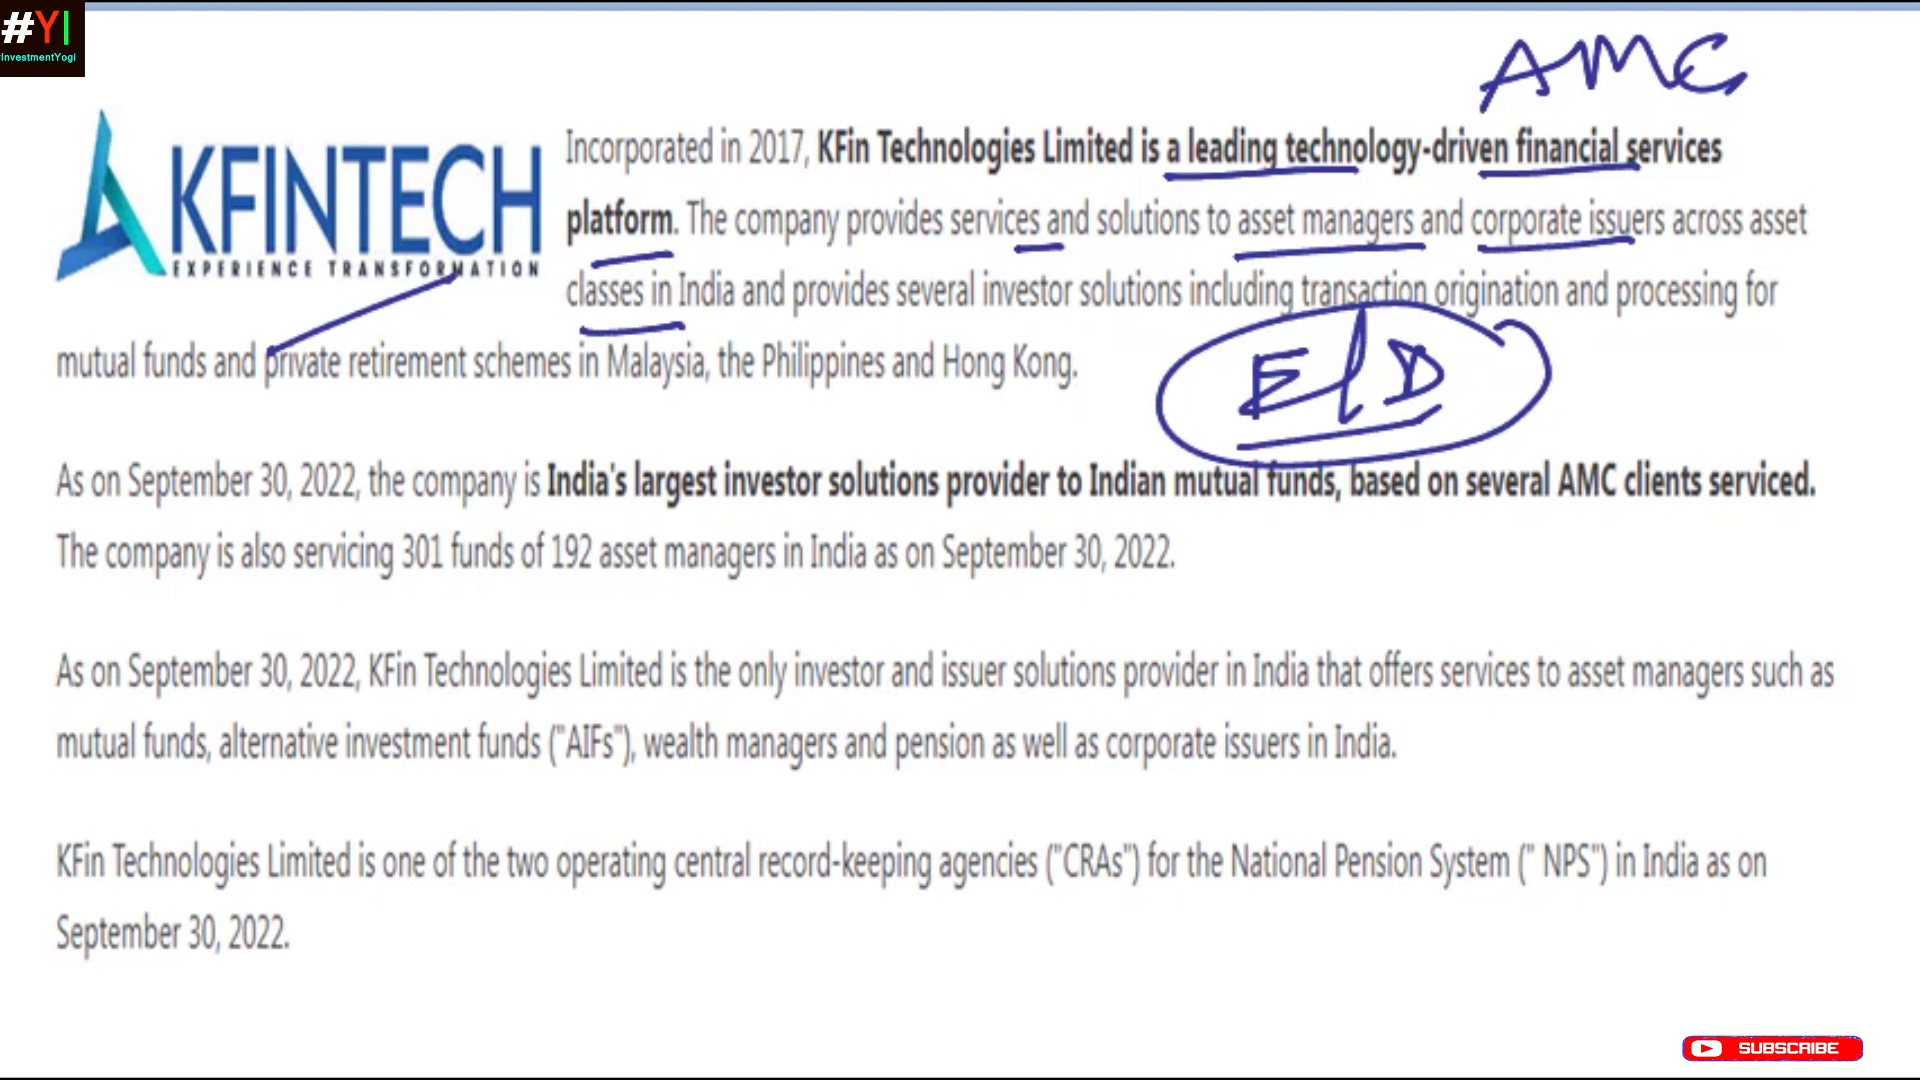 #YI
InvestmentYogi
AMC
KFINTECH
EXPERIENCE TRANSFORMATION
Incorporated in 2017, KFin Technologies Limited is a leading technology-driven financial services
platform. The company provides services and solutions to asset managers and corporate issuers across asset
classes in India and provides several investor solutions including transaction origination and processing for
mutual funds and private retirement schemes in Malaysia, the Philippines and Hong Kong.
E/D
As on September 30, 2022, the company is India's largest investor solutions provider to Indian mutual funds, based on several AMC clients serviced.
The company is also servicing 301 funds of 192 asset managers in India as on September 30, 2022.
As on September 30, 2022, KFin Technologies Limited is the only investor and issuer solutions provider in India that offers services to asset managers such as
mutual funds, alternative investment funds ("AIFs"), wealth managers and pension as well as corporate issuers in India.
KFin Technologies Limited is one of the two operating central record-keeping agencies ("CRAs") for the National Pension System (" NPS") in India as on
September 30, 2022.
SUBSCRIBE